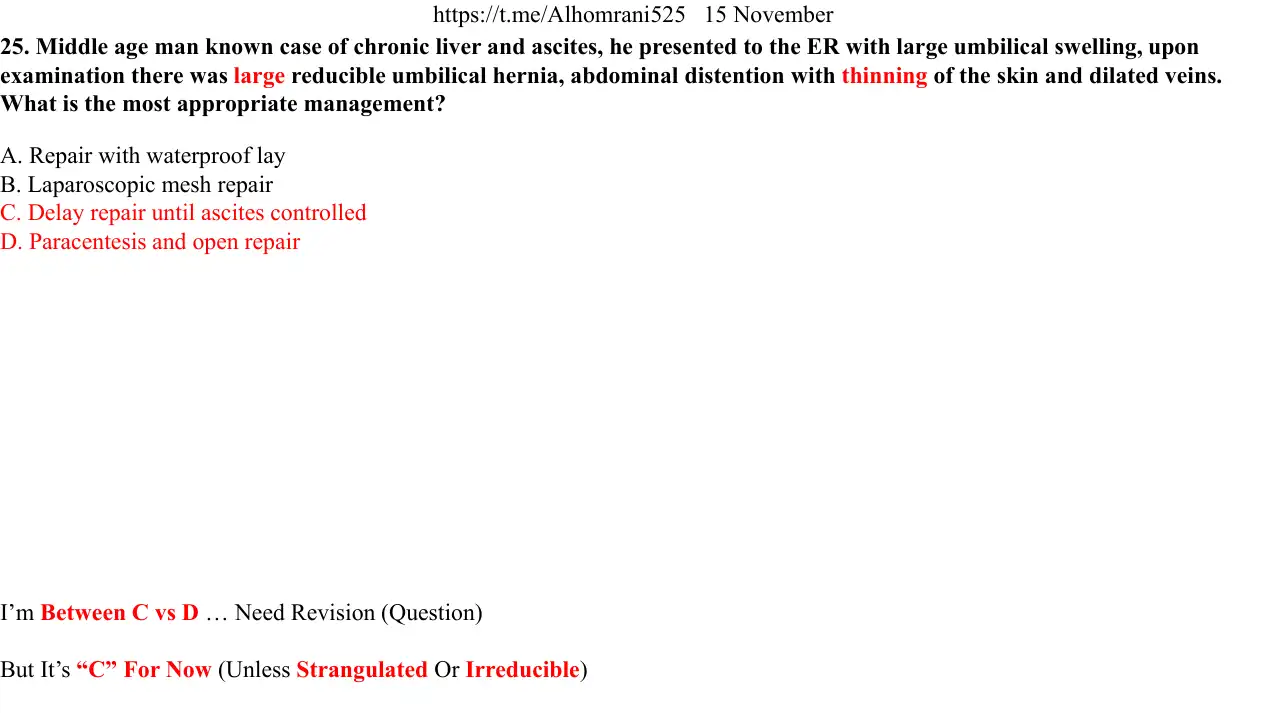 https://t.me/Alhomrani525 15 November
25. Middle age man known case of chronic liver and ascites, he presented to the ER with large umbilical swelling, upon
examination there was large reducible umbilical hernia, abdominal distention with thinning of the skin and dilated veins.
What is the most appropriate management?
A. Repair with waterproof lay
B. Laparoscopic mesh repair
C. Delay repair until ascites controlled
D. Paracentesis and open repair
I’m Between C vs D … Need Revision (Question)
But It’s “C” For Now (Unless Strangulated Or Irreducible)